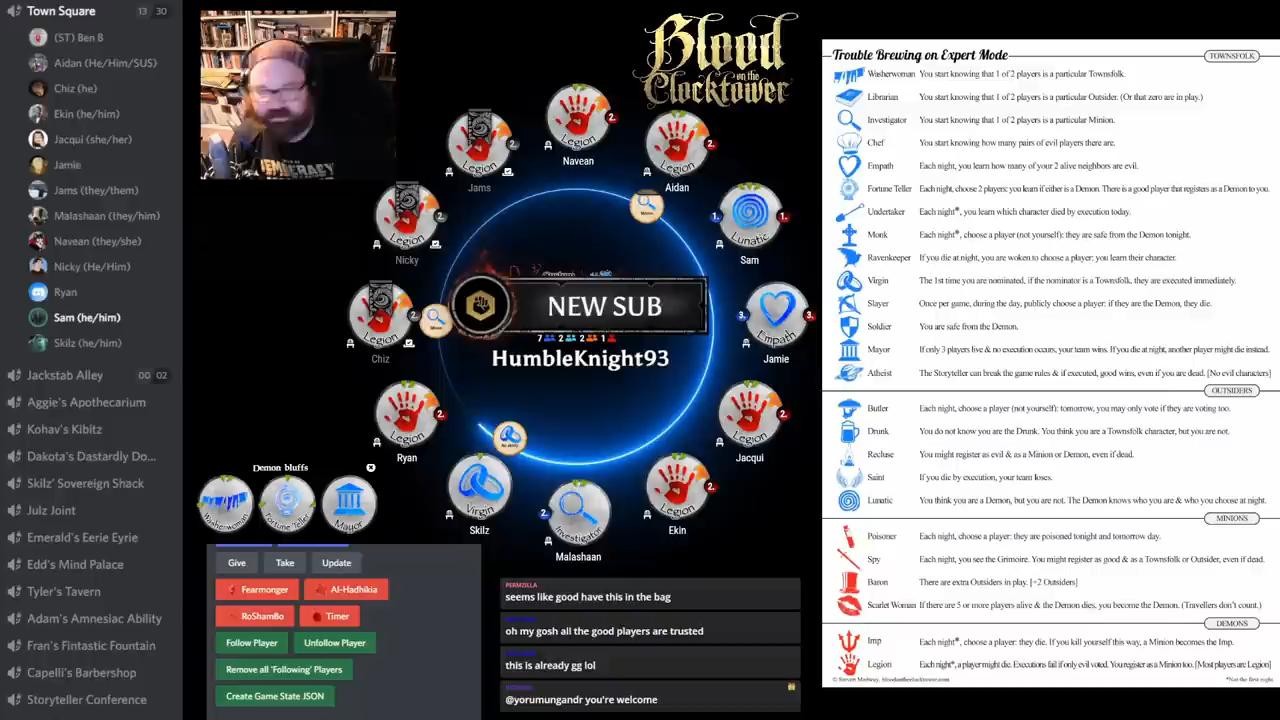 Town Square 13 30
(ST) Ben B
Aidan (He/Him/SUS)
Chiz (he)
Ekin (he/him)
Jacqui (she/her)
Jamie
Jams (they/them)
Malashaan (they/him)
Navean (they/she)
Nicky (He/Him)
Ryan
Sam (he/him)
Skilz (he/him)
Jackstab Alley 00 02
Aggie's Apothecarium
Kohav's Kibitz
Dakota's Dastardly Do...
Skilz' Sovereign Shack
Julz Joint
Emerald's Eerie Eyrie
Edd's Mind Palace
Tyler's Tavern
Adam's Amnesiac Ability
Fran's Frantastic Fountain
Capelli's Barbershop
Storyteller's Conference
Blood
on the
Clocktower
Legion
Navean
Legion
Jams
Legion
Aidan
Legion
Nicky
Lunatic
Sam
Legion
Chiz
Empath
Jamie
Legion
Ryan
Legion
Jacqui
Virgin
Skilz
Investigator
Malashaan
Legion
Ekin
NEW SUB
7 2 2 1
HumbleKnight93
Demon bluffs
Washerwoman
Fortune Teller
Mayor
Give Take Update
Fearmonger Al-Hadhikia
RoShamBo Timer
Follow Player Unfollow Player
Remove all 'Following' Players
Create Game State JSON
PERMZILLA
seems like good have this in the bag
oh my gosh all the good players are trusted
this is already gg lol
@yorumungandr you're welcome
Trouble Brewing on Expert Mode
TOWNSFOLK
Washerwoman You start knowing that 1 of 2 players is a particular Townsfolk.
Librarian You start knowing that 1 of 2 players is a particular Outsider. (Or that zero are in play.)
Investigator You start knowing that 1 of 2 players is a particular Minion.
Chef You start knowing how many pairs of evil players there are.
Empath Each night, you learn how many of your 2 alive neighbors are evil.
Fortune Teller Each night, choose 2 players: you learn if either is a Demon. There is a good player that registers as a Demon to you.
Undertaker Each night*, you learn which character died by execution today.
Monk Each night*, choose a player (not yourself): they are safe from the Demon tonight.
Ravenkeeper If you die at night, you are woken to choose a player: you learn their character.
Virgin The 1st time you are nominated, if the nominator is a Townsfolk, they are executed immediately.
Slayer Once per game, during the day, publicly choose a player: if they are the Demon, they die.
Soldier You are safe from the Demon.
Mayor If only 3 players live & no execution occurs, your team wins. If you die at night, another player might die instead.
Atheist The Storyteller can break the game rules & if executed, good wins, even if you are dead. [No evil characters]
OUTSIDERS
Butler Each night, choose a player (not yourself): tomorrow, you may only vote if they are voting too.
Drunk You do not know you are the Drunk. You think you are a Townsfolk character, but you are not.
Recluse You might register as evil & as a Minion or Demon, even if dead.
Saint If you die by execution, your team loses.
Lunatic You think you are a Demon, but you are not. The Demon knows who you are & who you choose at night.
MINIONS
Poisoner Each night, choose a player: they are poisoned tonight and tomorrow day.
Spy Each night, you see the Grimoire. You might register as good & as a Townsfolk or Outsider, even if dead.
Baron There are extra Outsiders in play. [+2 Outsiders]
Scarlet Woman If there are 5 or more players alive & the Demon dies, you become the Demon. (Travellers don't count.)
DEMONS
Imp Each night*, choose a player: they die. If you kill yourself this way, a Minion becomes the Imp.
Legion Each night*, a player might die. Executions fail if only evil voted. You register as a Minion too. [Most players are Legion]
© Steven Medway, bloodontheclocktower.com *Not the first night